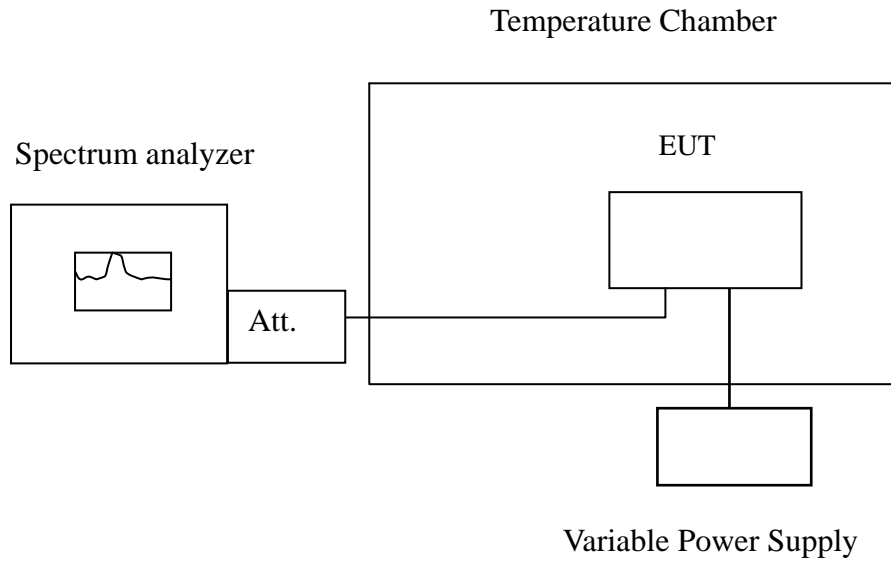 Temperature Chamber
Spectrum analyzer
EUT
Att.
Variable Power Supply